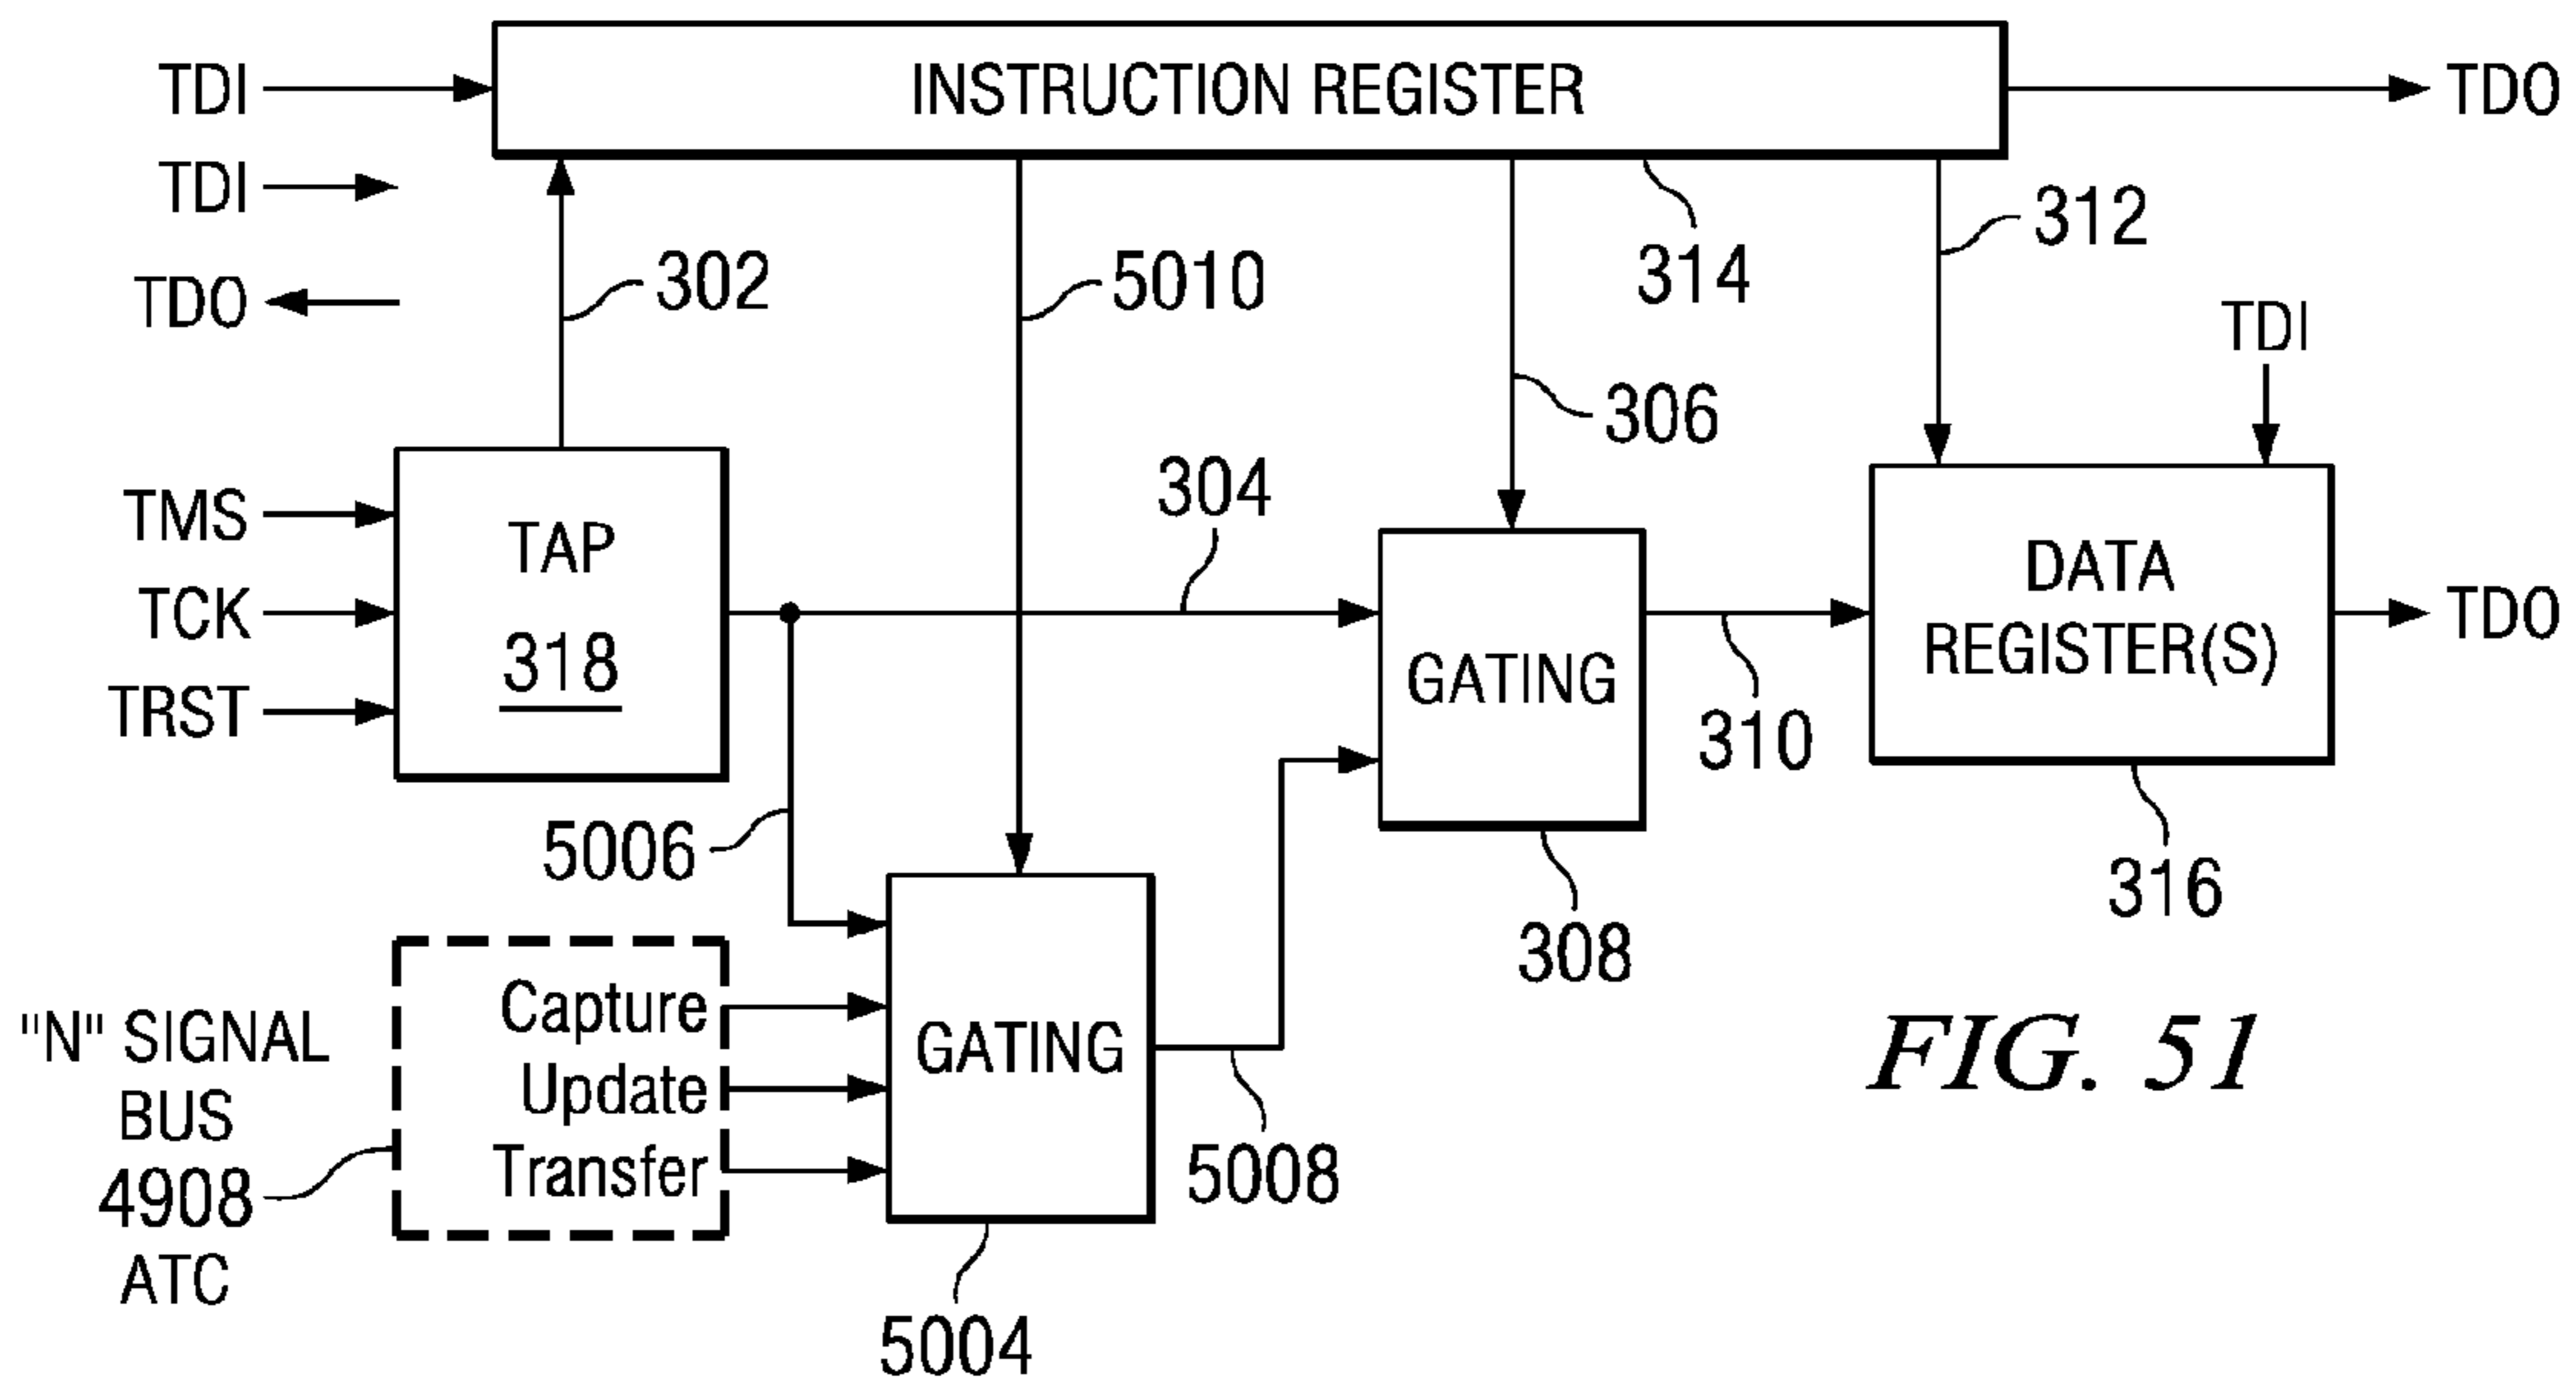 TDI
INSTRUCTION REGISTER
TDO
TDI
312
302
5010
314
TDO
TDI
306
304
TMS
TCK
TRST
TAP
318
GATING
DATA
REGISTER(S)
TDO
310
5006
316
308
"N" SIGNAL
BUS
4908
ATC
Capture
Update
Transfer
GATING
5008
5004
FIG. 51